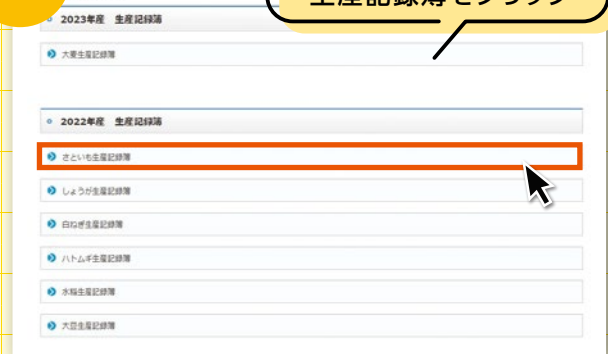 生産記録簿をクリック
2023年産 生産記録簿
大麦生産記録簿
2022年産 生産記録簿
さといも生産記録簿
しょうが生産記録簿
白ねぎ生産記録簿
ハトムギ生産記録簿
水稲生産記録簿
大豆生産記録簿